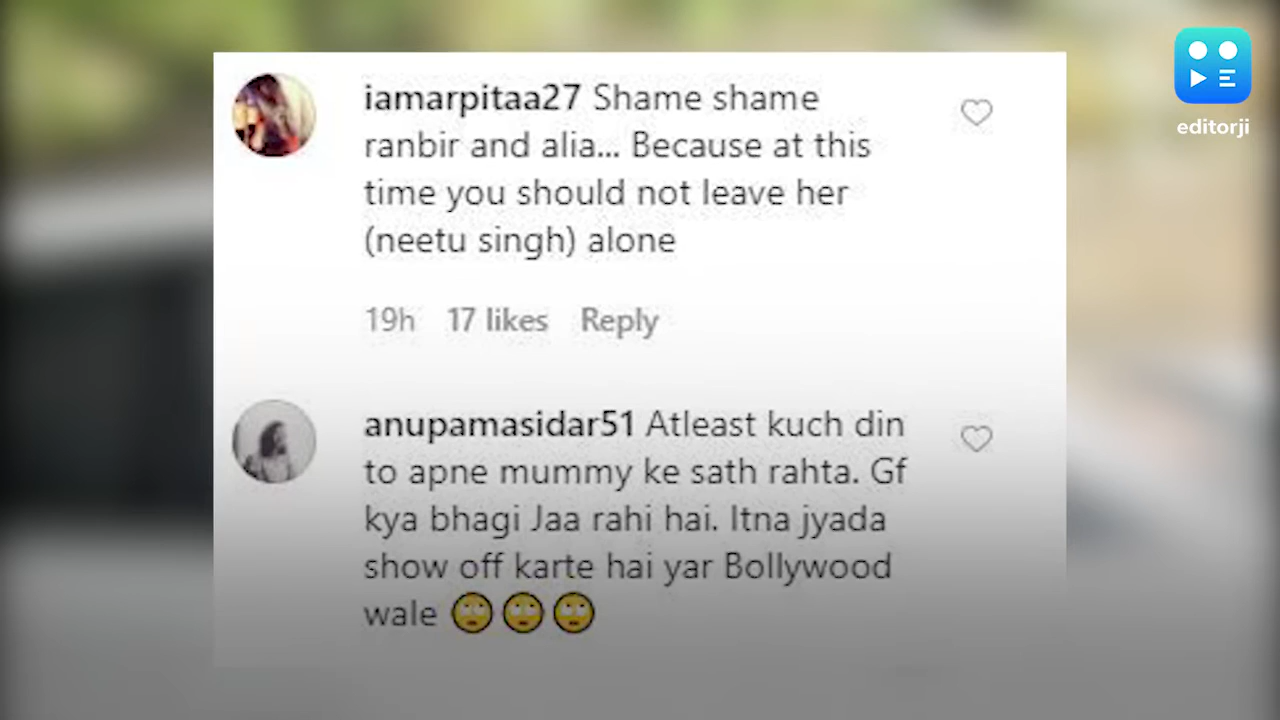 iamarpitaa27 Shame shame
ranbir and alia... Because at this
time you should not leave her
(neetu singh) alone
19h 17 likes Reply
anupamasidar51 Atleast kuch din
to apne mummy ke sath rahta. Gf
kya bhagi Jaa rahi hai. Itna jyada
show off karte hai yar Bollywood
wale 🙄🙄🙄
editorji